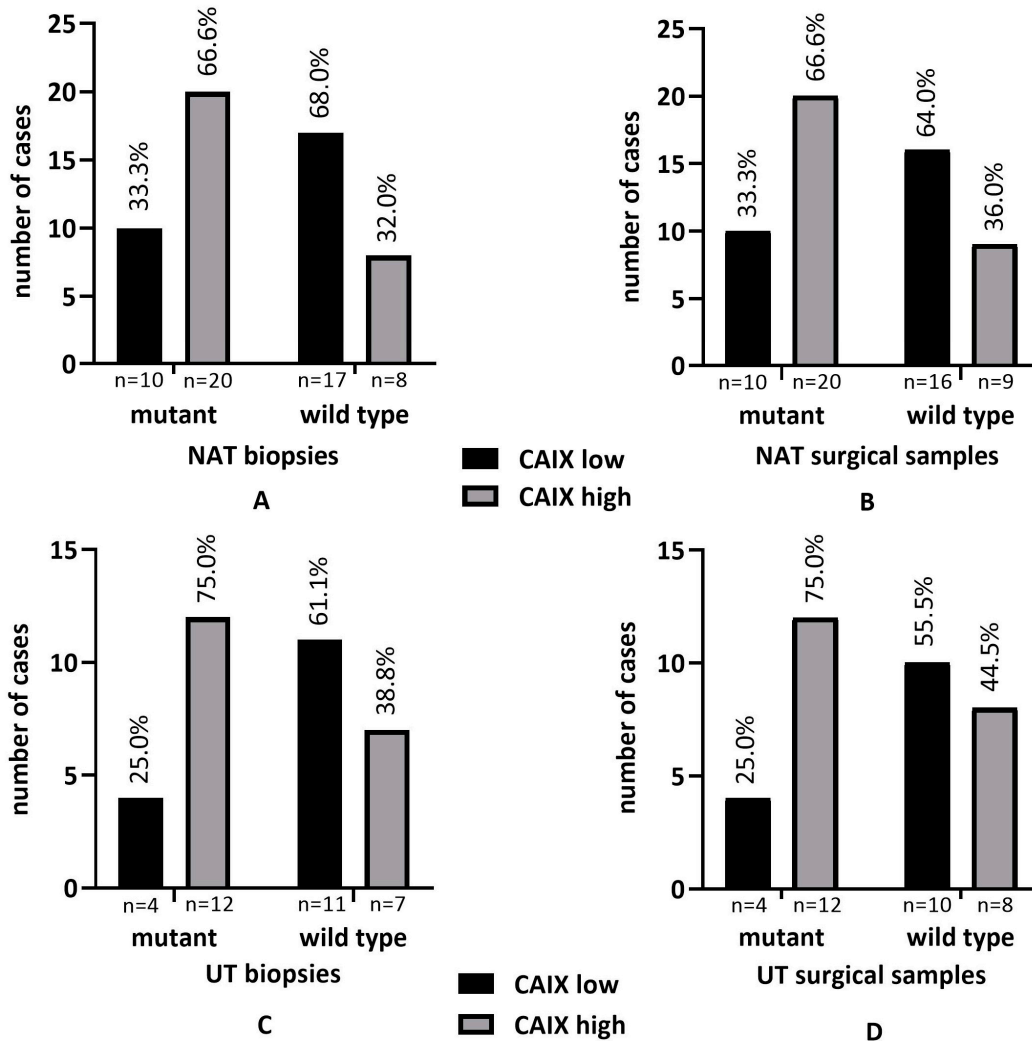 25
20
15
10
5
0
number of cases
33.3%
66.6%
68.0%
32.0%
n=10 n=20 n=17 n=8
mutant wild type
NAT biopsies
A
25
20
15
10
5
0
number of cases
33.3%
66.6%
64.0%
36.0%
n=10 n=20 n=16 n=9
mutant wild type
NAT surgical samples
B
CAIX low
CAIX high
15
10
5
0
number of cases
25.0%
75.0%
61.1%
38.8%
n=4 n=12 n=11 n=7
mutant wild type
UT biopsies
C
15
10
5
0
number of cases
25.0%
75.0%
55.5%
44.5%
n=4 n=12 n=10 n=8
mutant wild type
UT surgical samples
D
CAIX low
CAIX high